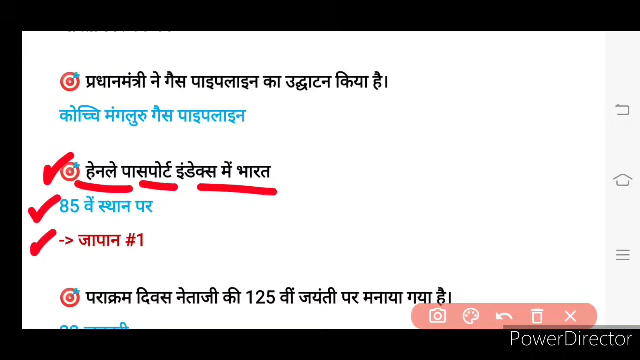 🎯 प्रधानमंत्री ने गैस पाइपलाइन का उद्घाटन किया है।
कोच्चि मंगलुरु गैस पाइपलाइन
🎯 हेनले पासपोर्ट इंडेक्स में भारत
85 वें स्थान पर
-> जापान #1
🎯 पराक्रम दिवस नेताजी की 125 वीं जयंती पर मनाया गया है।
PowerDirector